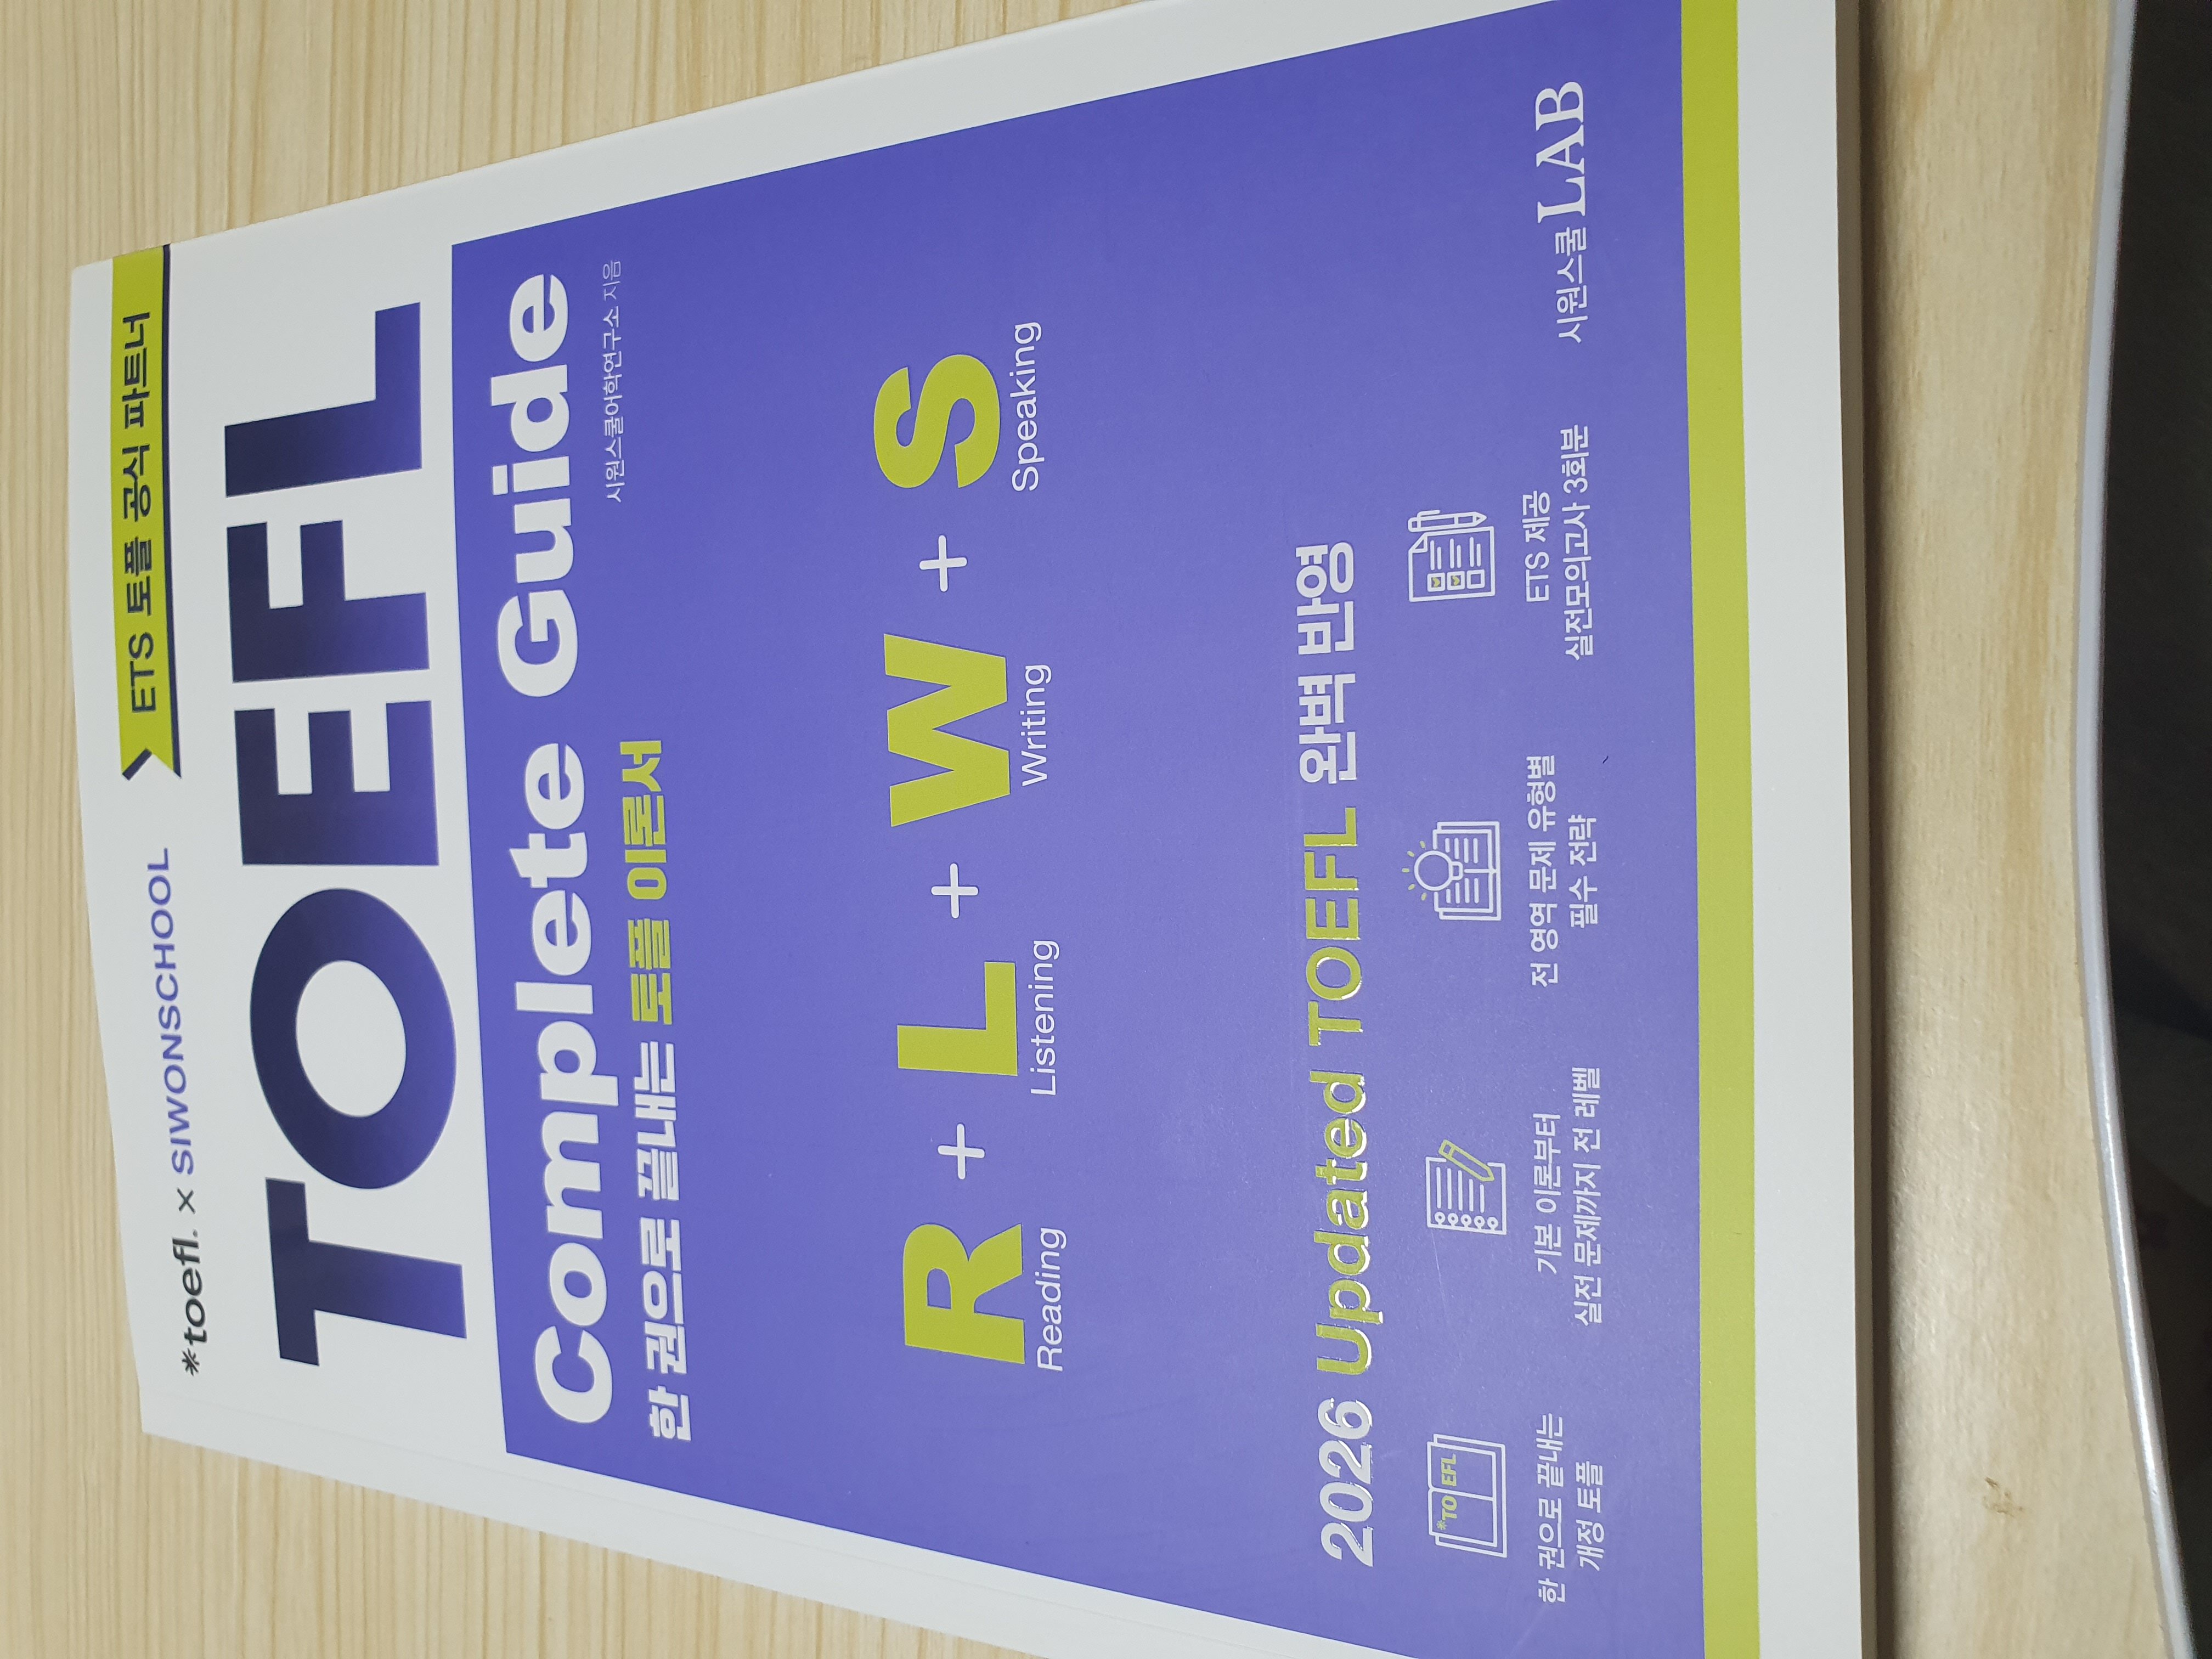 *toefl. × SIWONSCHOOL ETS 토플 공식 파트너
TOEFL
Complete Guide
한 권으로 끝내는 토플 이론서
시원스쿨어학연구소 지음
R + L + W + S
Reading Listening Writing Speaking
2026 Updated TOEFL 완벽 반영
*TO EFL
한 권으로 끝내는
개정 토플
기본 이론부터
실전 문제까지 전 레벨
전 영역 문제 유형별
필수 전략
ETS 제공
실전모의고사 3회분
시원스쿨 LAB